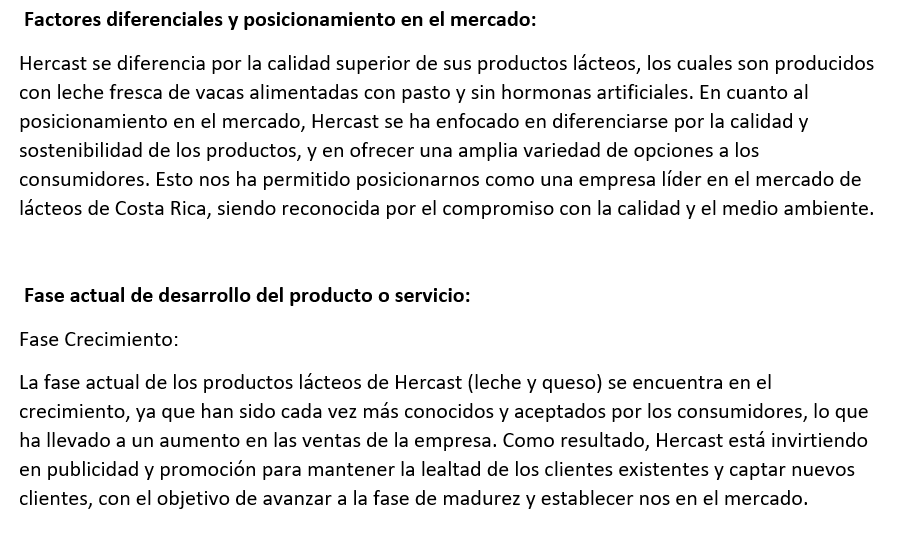 Factores diferenciales y posicionamiento en el mercado:
Hercast se diferencia por la calidad superior de sus productos lácteos, los cuales son producidos
con leche fresca de vacas alimentadas con pasto y sin hormonas artificiales. En cuanto al
posicionamiento en el mercado, Hercast se ha enfocado en diferenciarse por la calidad y
sostenibilidad de los productos, y en ofrecer una amplia variedad de opciones a los
consumidores. Esto nos ha permitido posicionarnos como una empresa líder en el mercado de
lácteos de Costa Rica, siendo reconocida por el compromiso con la calidad y el medio ambiente.
Fase actual de desarrollo del producto o servicio:
Fase Crecimiento:
La fase actual de los productos lácteos de Hercast (leche y queso) se encuentra en el
crecimiento, ya que han sido cada vez más conocidos y aceptados por los consumidores, lo que
ha llevado a un aumento en las ventas de la empresa. Como resultado, Hercast está invirtiendo
en publicidad y promoción para mantener la lealtad de los clientes existentes y captar nuevos
clientes, con el objetivo de avanzar a la fase de madurez y establecer nos en el mercado.